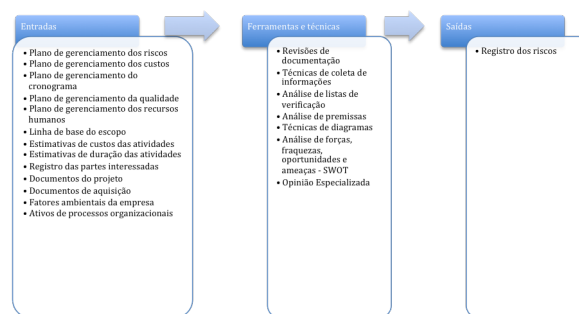 Entradas
• Plano de gerenciamento dos riscos
• Plano de gerenciamento dos custos
• Plano de gerenciamento do
cronograma
• Plano de gerenciamento da qualidade
• Plano de gerenciamento dos recursos
humanos
• Linha de base do escopo
• Estimativas de custos das atividades
• Estimativas de duração das atividades
• Registro das partes interessadas
• Documentos do projeto
• Documentos de aquisição
• Fatores ambientais da empresa
• Ativos de processos organizacionais
Ferramentas e técnicas
• Revisões de
documentação
• Técnicas de coleta de
informações
• Análise de listas de
verificação
• Análise de premissas
• Técnicas de diagramas
• Análise de forças,
fraquezas,
oportunidades e
ameaças - SWOT
• Opinião Especializada
Saídas
• Registro dos riscos